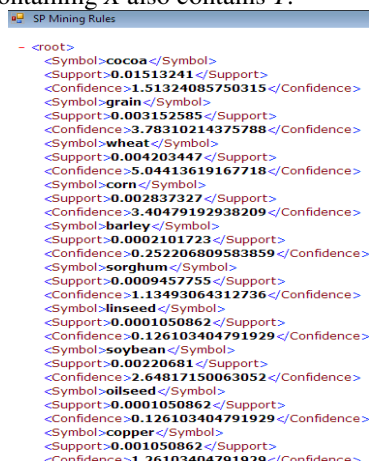 containing X also contains Y.
SP Mining Rules
- <root>
<Symbol>cocoa</Symbol>
<Support>0.01513241</Support>
<Confidence>1.51324085750315</Confidence>
<Symbol>grain</Symbol>
<Support>0.003152585</Support>
<Confidence>3.78310214375788</Confidence>
<Symbol>wheat</Symbol>
<Support>0.004203447</Support>
<Confidence>5.04413619167718</Confidence>
<Symbol>corn</Symbol>
<Support>0.002837327</Support>
<Confidence>3.40479192938209</Confidence>
<Symbol>barley</Symbol>
<Support>0.0002101723</Support>
<Confidence>0.252206809583859</Confidence>
<Symbol>sorghum</Symbol>
<Support>0.0009457755</Support>
<Confidence>1.13493064312736</Confidence>
<Symbol>linseed</Symbol>
<Support>0.0001050862</Support>
<Confidence>0.126103404791929</Confidence>
<Symbol>soybean</Symbol>
<Support>0.00220681</Support>
<Confidence>2.64817150063052</Confidence>
<Symbol>oilseed</Symbol>
<Support>0.0001050862</Support>
<Confidence>0.126103404791929</Confidence>
<Symbol>copper</Symbol>
<Support>0.001050862</Support>
<Confidence>1.26103404791929</Confidence>